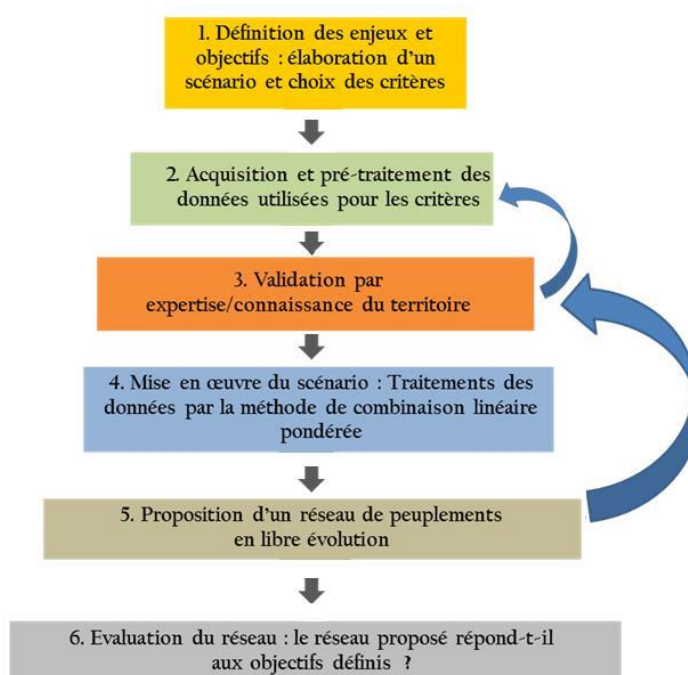 1. Définition des enjeux et
objectifs : élaboration d'un
scénario et choix des critères
2. Acquisition et pré-traitement des
données utilisées pour les critères
3. Validation par
expertise/connaissance du territoire
4. Mise en œuvre du scénario : Traitements des
données par la méthode de combinaison linéaire
pondérée
5. Proposition d'un réseau de peuplements
en libre évolution
6. Evaluation du réseau : le réseau proposé répond-t-il
aux objectifs définis ?